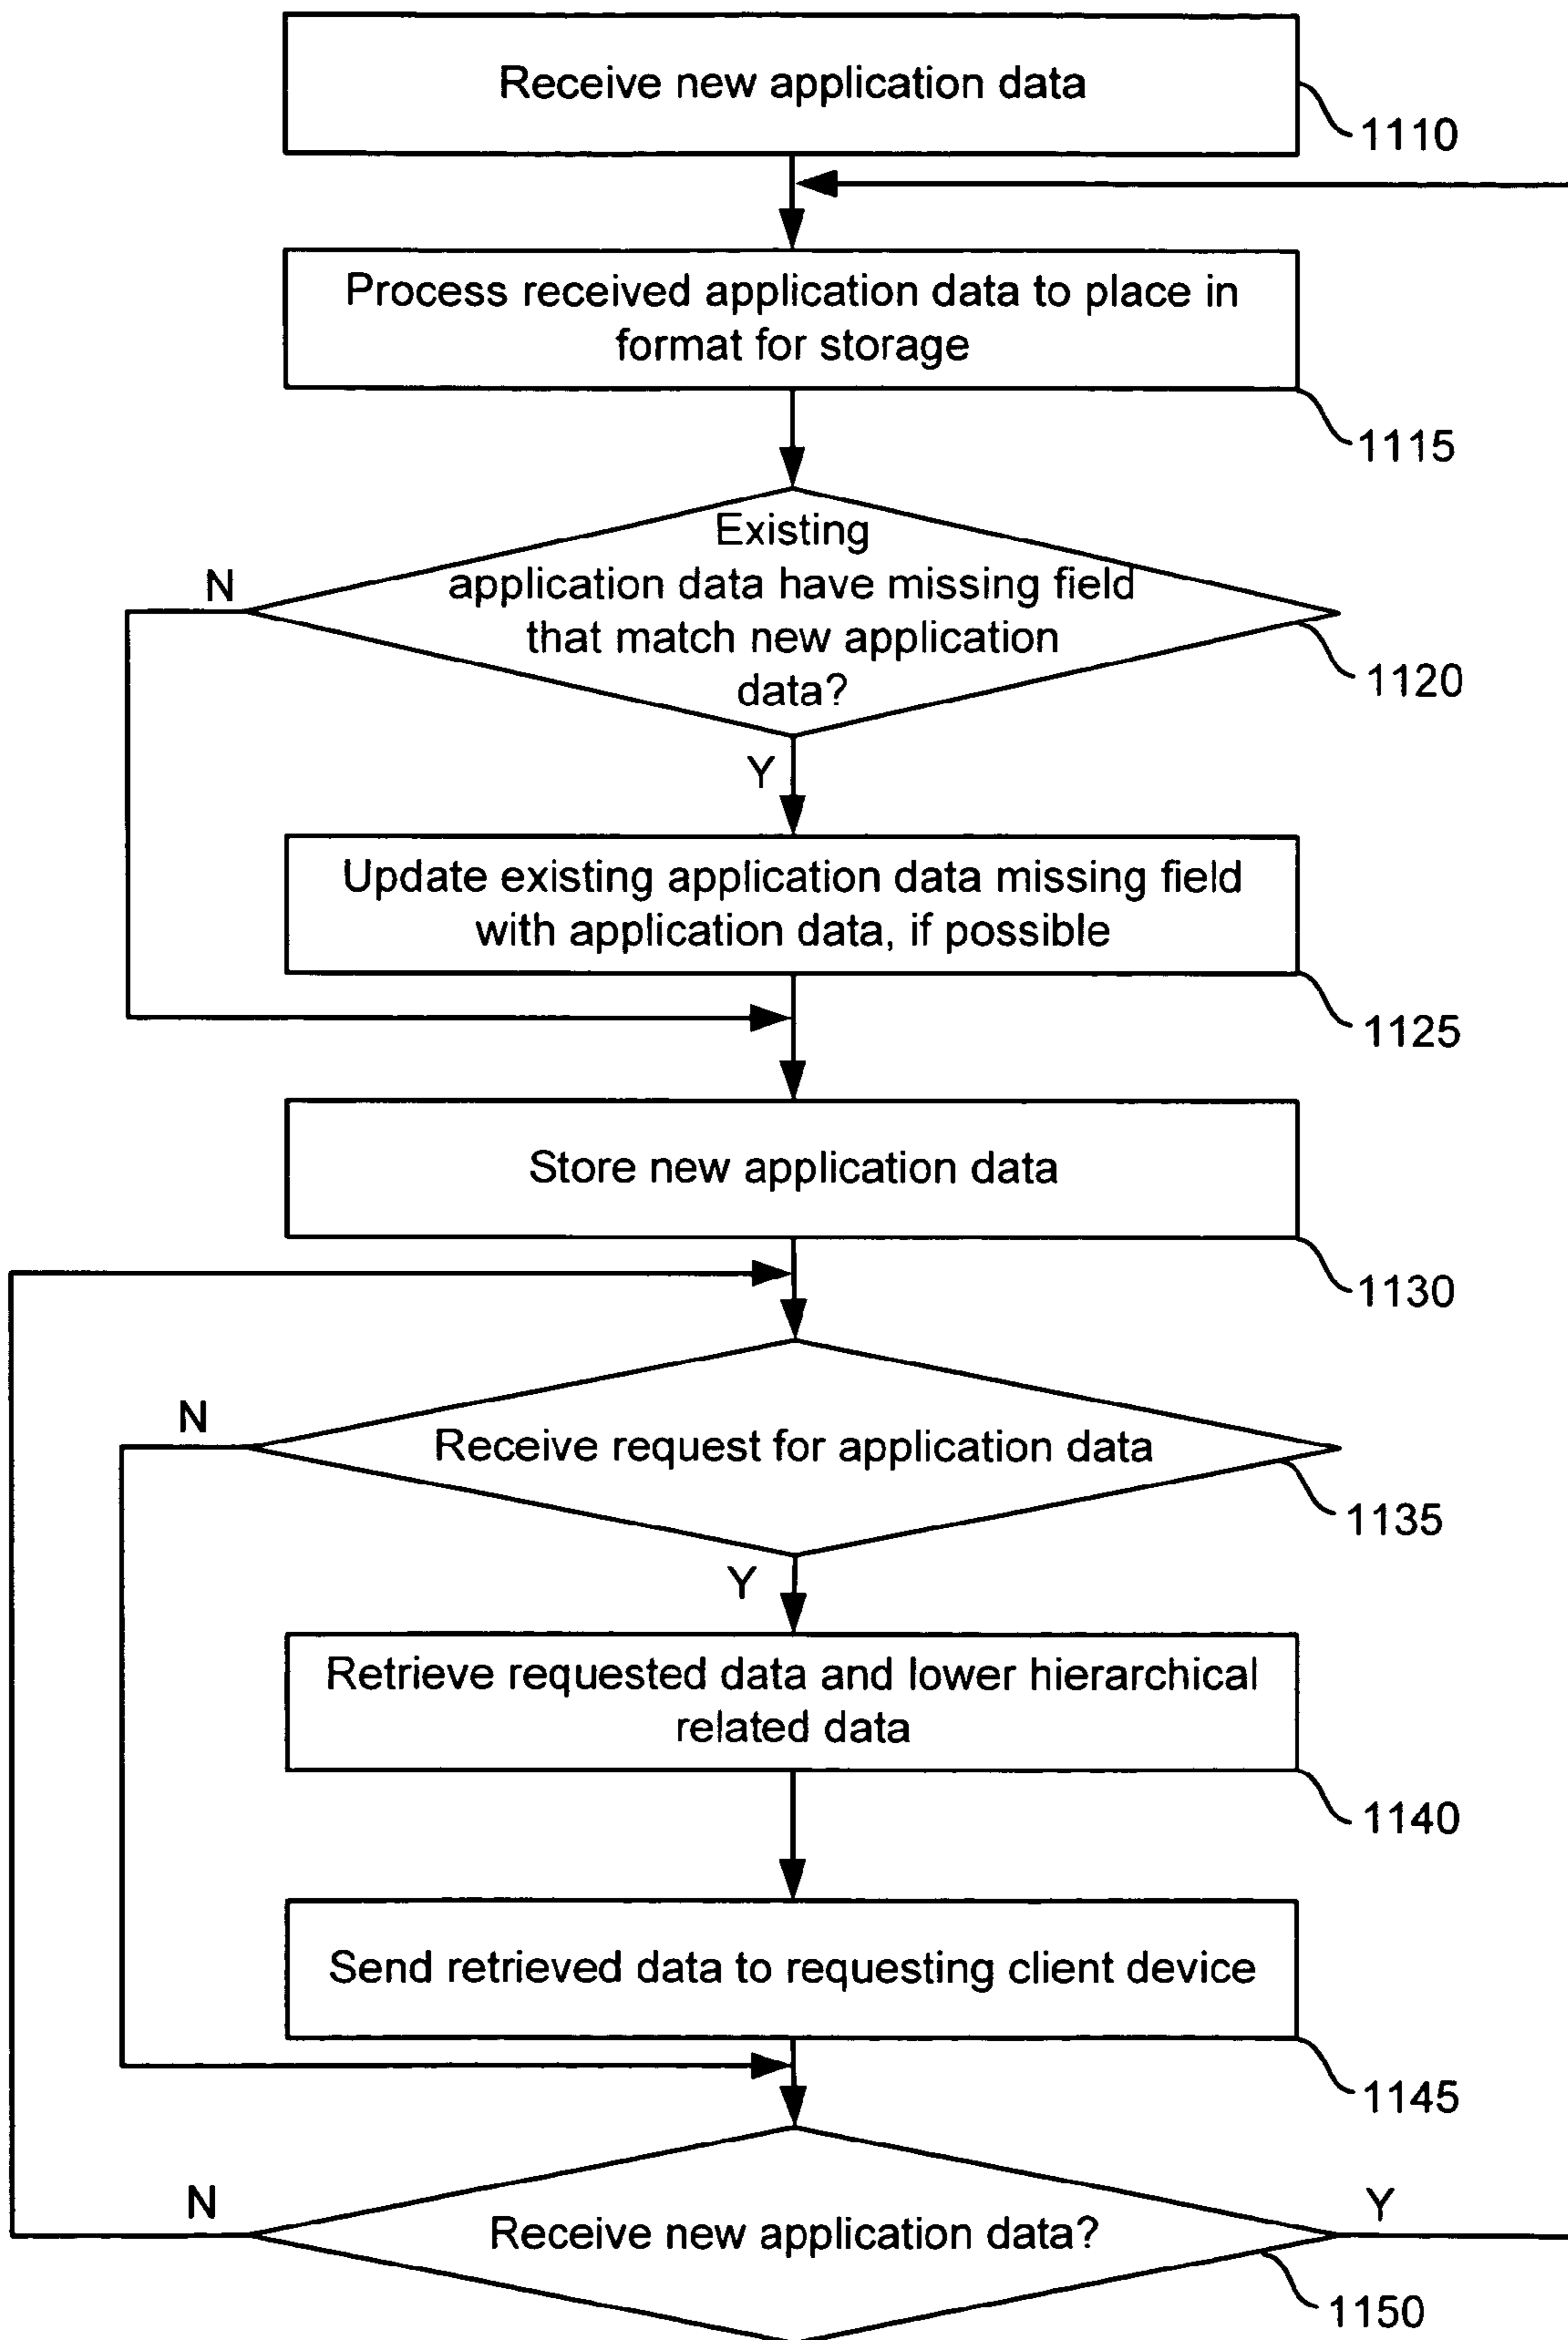 Receive new application data
1110
Process received application data to place in
format for storage
1115
Existing
application data have missing field
that match new application
data?
N
1120
Y
Update existing application data missing field
with application data, if possible
1125
Store new application data
1130
N
Receive request for application data
1135
Y
Retrieve requested data and lower hierarchical
related data
1140
Send retrieved data to requesting client device
1145
N
Receive new application data?
Y
1150